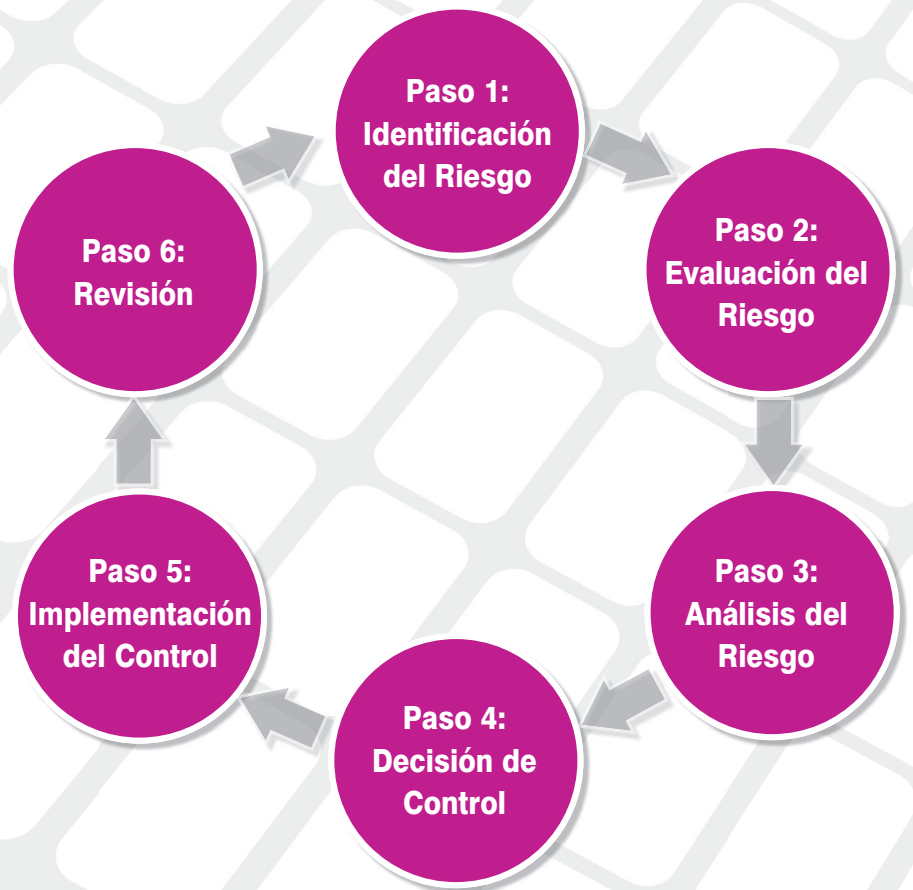 Paso 1:
Identificación
del Riesgo
Paso 2:
Evaluación del
Riesgo
Paso 3:
Análisis del
Riesgo
Paso 4:
Decisión de
Control
Paso 5:
Implementación
del Control
Paso 6:
Revisión